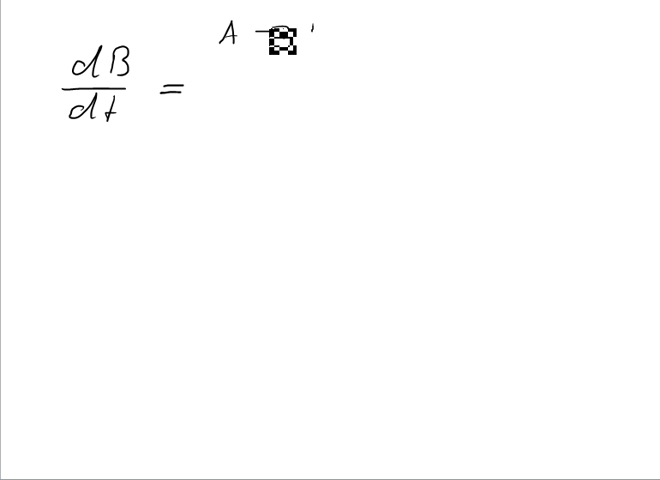 A →
dB/dt =